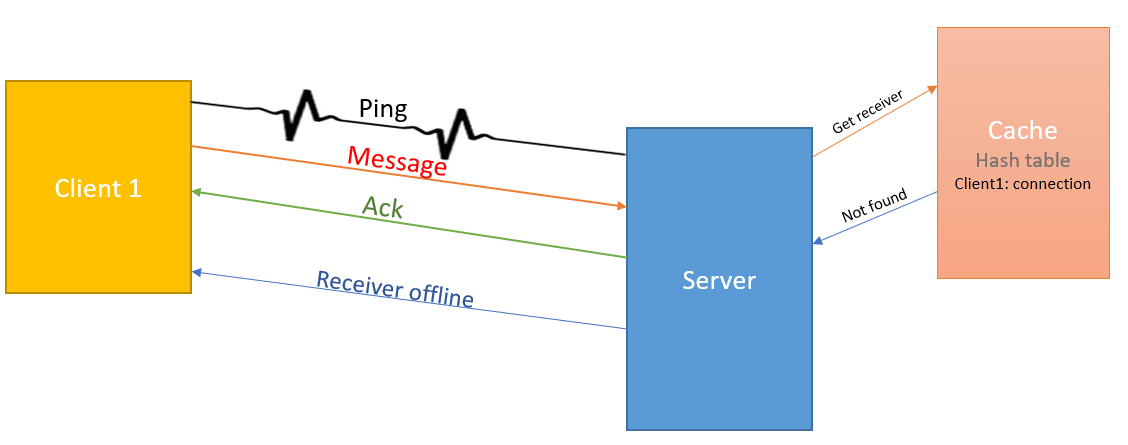 Ping
Message
Ack
Receiver offline
Client 1
Server
Get receiver
Not found
Cache
Hash table
Client1: connection